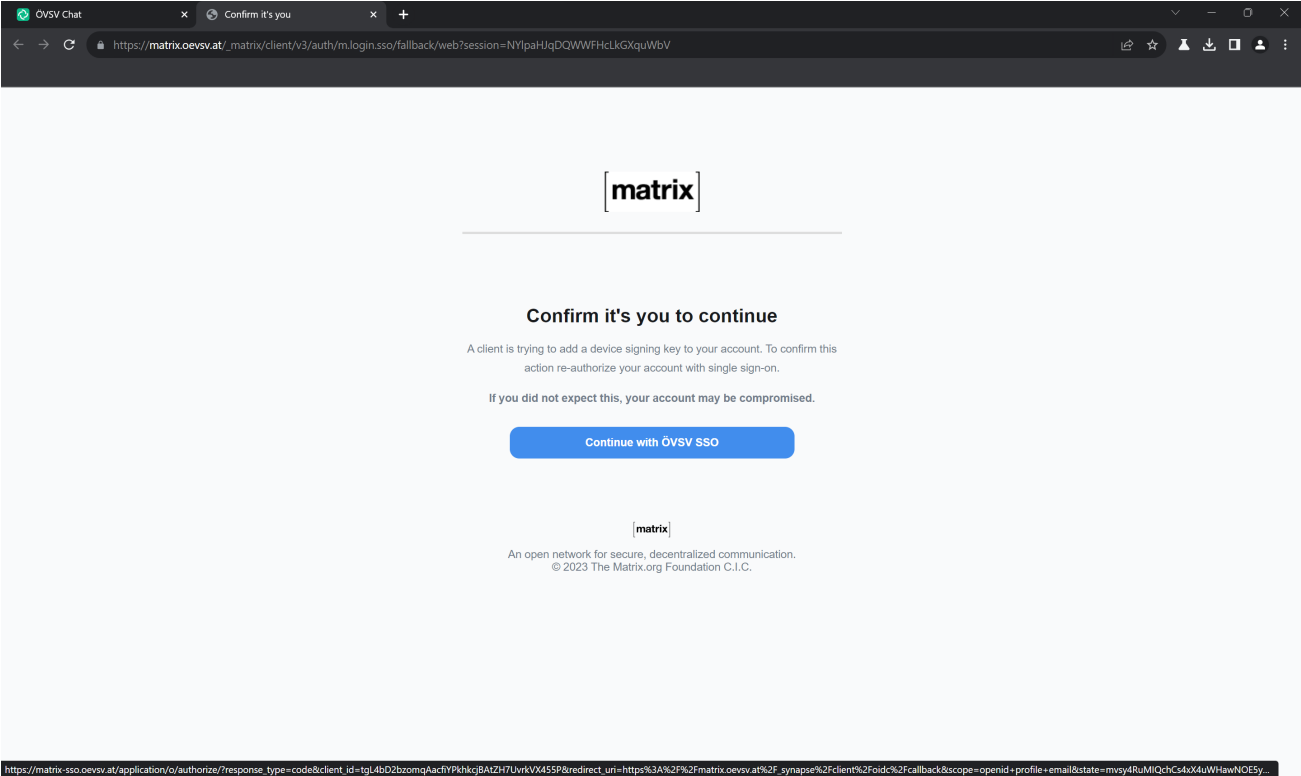 ÖVSV Chat
Confirm it's you
https://matrix.oevsv.at/_matrix/client/v3/auth/m.login.sso/fallback/web?session=NYlpaHJqDQWWFHcLkGXquWbV
[matrix]
Confirm it's you to continue
A client is trying to add a device signing key to your account. To confirm this
action re-authorize your account with single sign-on.
If you did not expect this, your account may be compromised.
Continue with ÖVSV SSO
[matrix]
An open network for secure, decentralized communication.
© 2023 The Matrix.org Foundation C.I.C.
https://matrix-sso.oevsv.at/application/o/authorize/?response_type=code&client_id=tgL4bD2bzomqAacfiYPkhkcjBAtZH7UvrkVX455P&redirect_uri=https%3A%2F%2Fmatrix.oevsv.at%2F_synapse%2Fclient%2Foidc%2Fcallback&scope=openid+profile+email&state=mvsy4RuMIQchCs4xX4uWHawNOE5y...